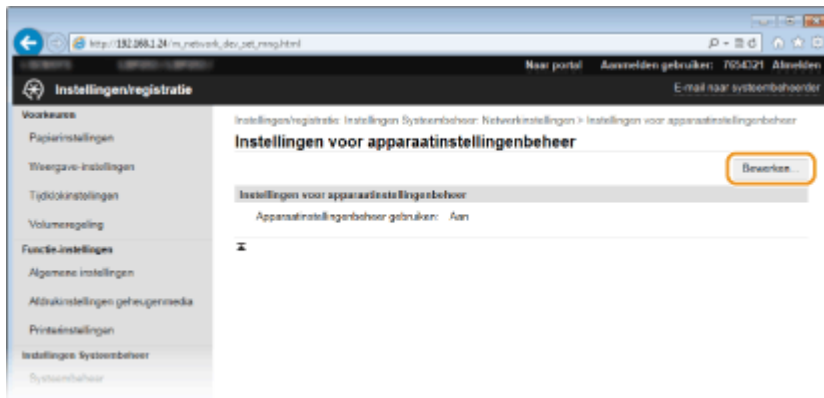 http://192.168.1.24/m_network_dev_set_mng.html
Naar portal Aanmelden gebruiker: 7654321 Afmelden
Instellingen/registratie
E-mail naar systeembeheerder
Voorkeuren
Papierinstellingen
Weergave-instellingen
Tijdklokinstellingen
Volumeregeling
Functie-instellingen
Algemene instellingen
Afdrukinstellingen geheugenmedia
Printerinstellingen
Instellingen Systeembeheer
Systeembeheer
Instellingen/registratie: Instellingen Systeembeheer: Netwerkinstellingen > Instellingen voor apparaatinstellingenbeheer
Instellingen voor apparaatinstellingenbeheer
Bewerken...
Instellingen voor apparaatinstellingenbeheer
Apparaatinstellingenbeheer gebruiken: Aan